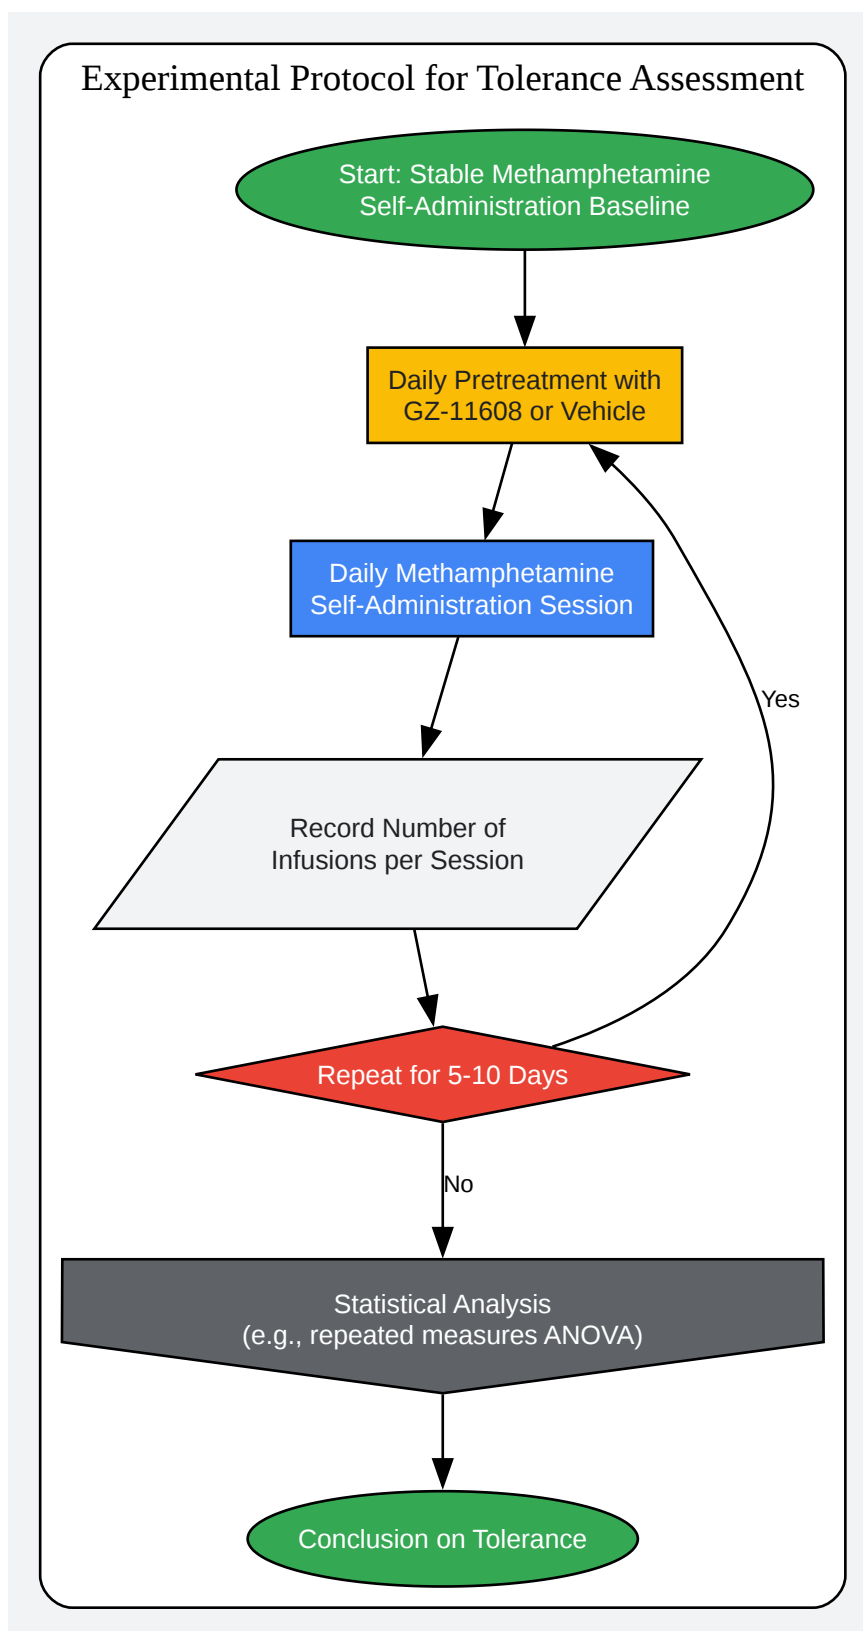 Experimental Protocol for Tolerance Assessment
Start: Stable Methamphetamine
Self-Administration Baseline
Daily Pretreatment with
GZ-11608 or Vehicle
Daily Methamphetamine
Self-Administration Session
Yes
Record Number of
Infusions per Session
Repeat for 5-10 Days
No
Statistical Analysis
(e.g., repeated measures ANOVA)
Conclusion on Tolerance